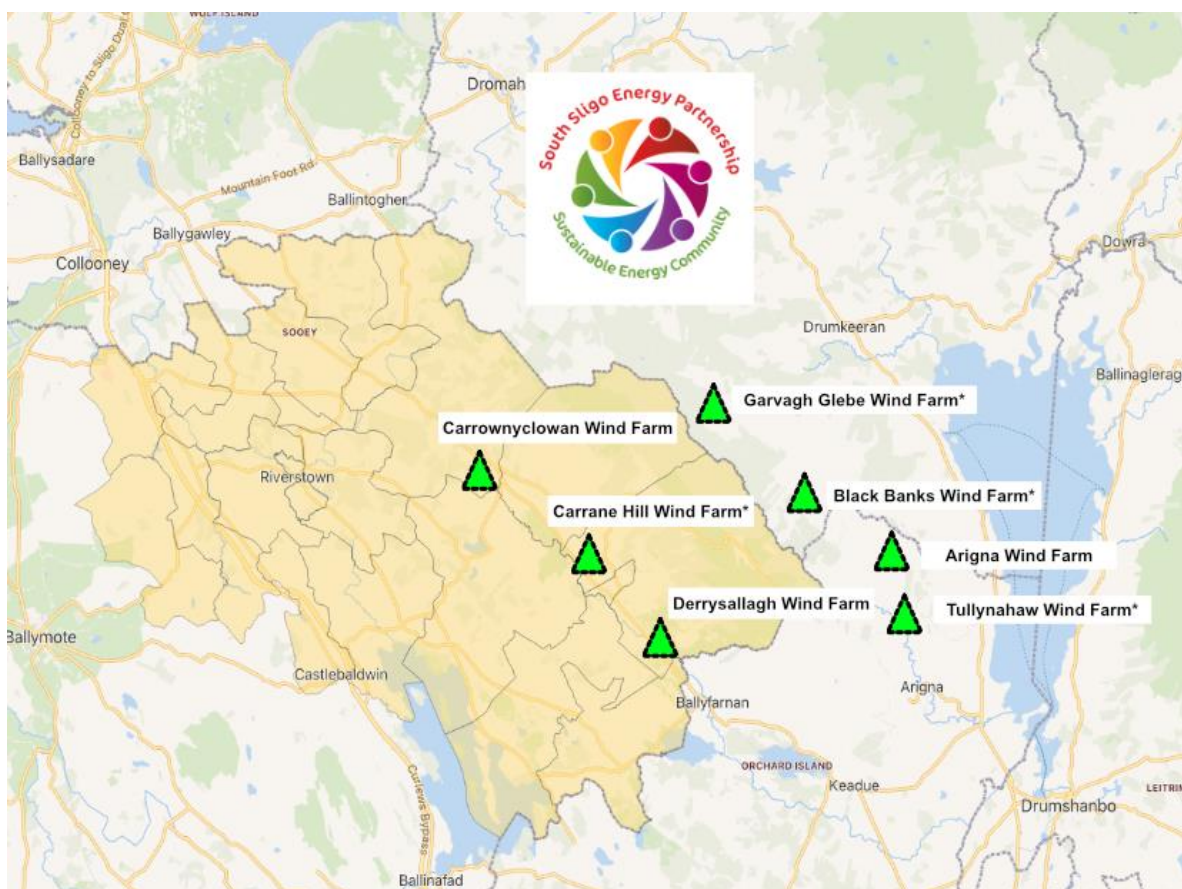 WOLF ISLAND
Collooney to Sligo Dual C
Dromah
South Sligo Energy Partnership
Sustainable Energy Community
Ballysadare
Mountain Foot Rd
Ballintogher
Ballygawley
Collooney
Dowra
SOOEY
Drumkeeran
Ballinaglerag
Garvagh Glebe Wind Farm*
Carrownyclowan Wind Farm
Riverstown
Black Banks Wind Farm*
Carrane Hill Wind Farm*
Arigna Wind Farm
Derrysallagh Wind Farm
Tullynahaw Wind Farm*
Ballymote
Castlebaldwin
Arigna
Ballyfarnan
ORCHARD ISLAND
Keadue
LEITRIM
Curlews Bypass
Drumshanbo
Ballinafad